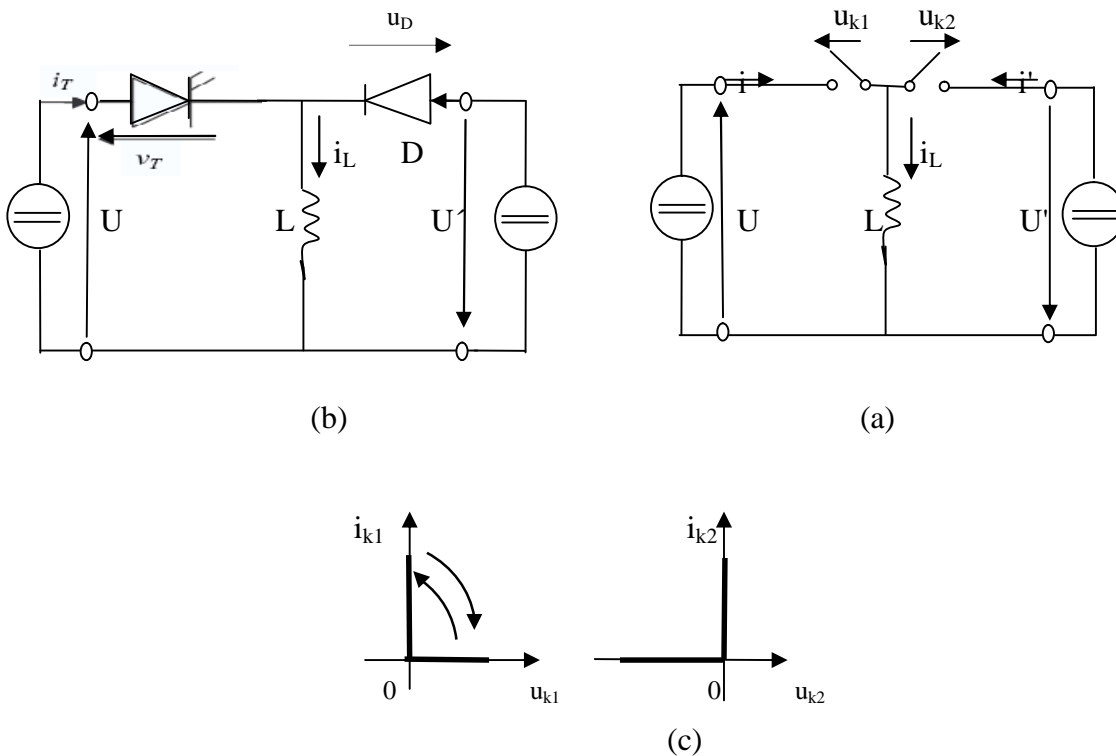 u_D
u_k1 u_k2
i_T
i i'
v_T
i_L D
i_L
U L U´
U L U'
(b) (a)
i_k1 i_k2
0 u_k1 0 u_k2
(c)